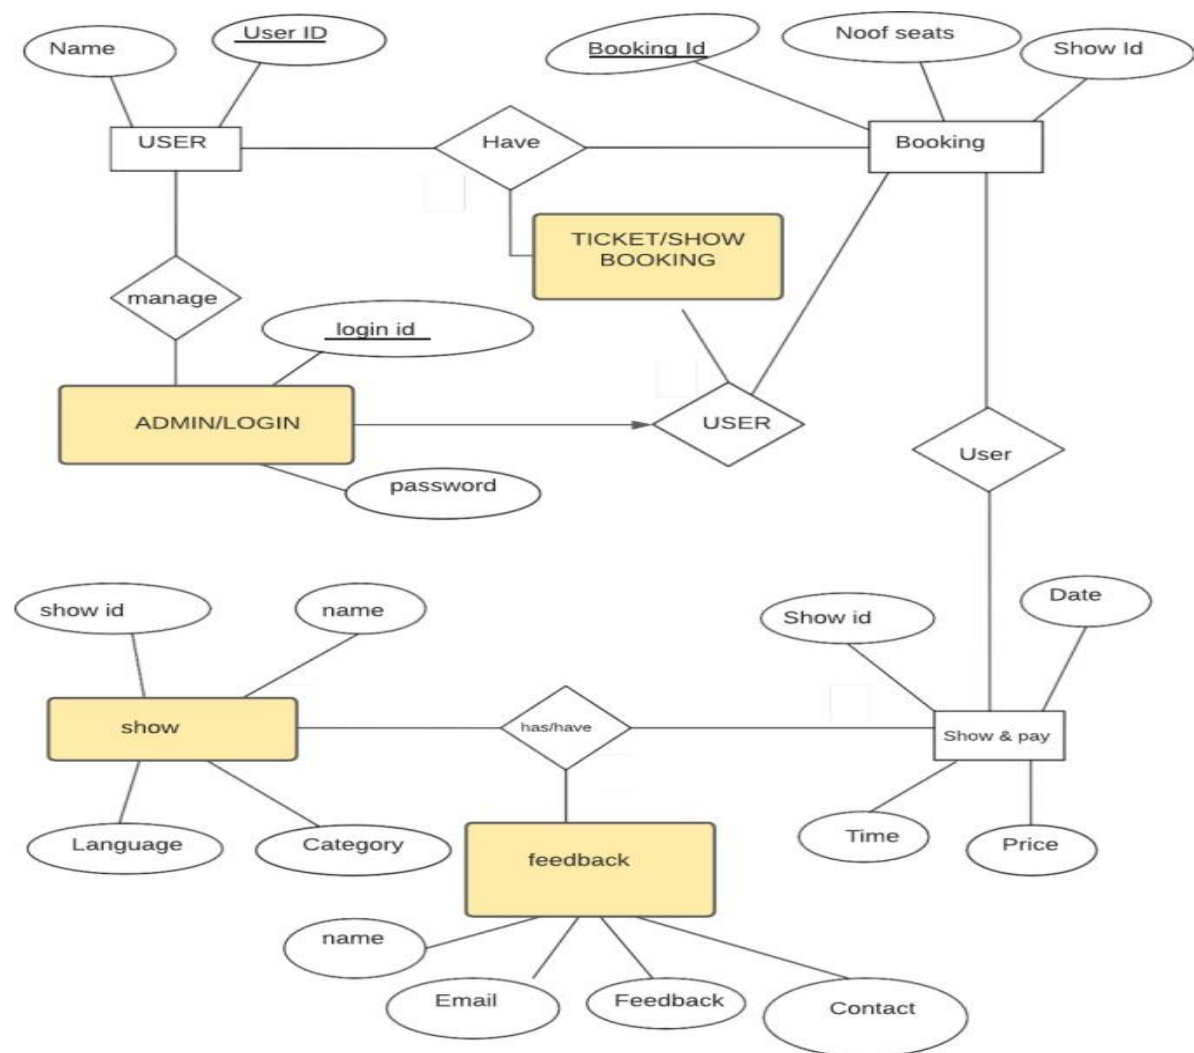 Name
User ID
Booking Id
Noof seats
Show Id
USER
Have
Booking
TICKET/SHOW
BOOKING
manage
login id
ADMIN/LOGIN
USER
User
password
show id
name
Show id
Date
show
has/have
Show & pay
Language
Category
Time
Price
feedback
name
Email
Feedback
Contact